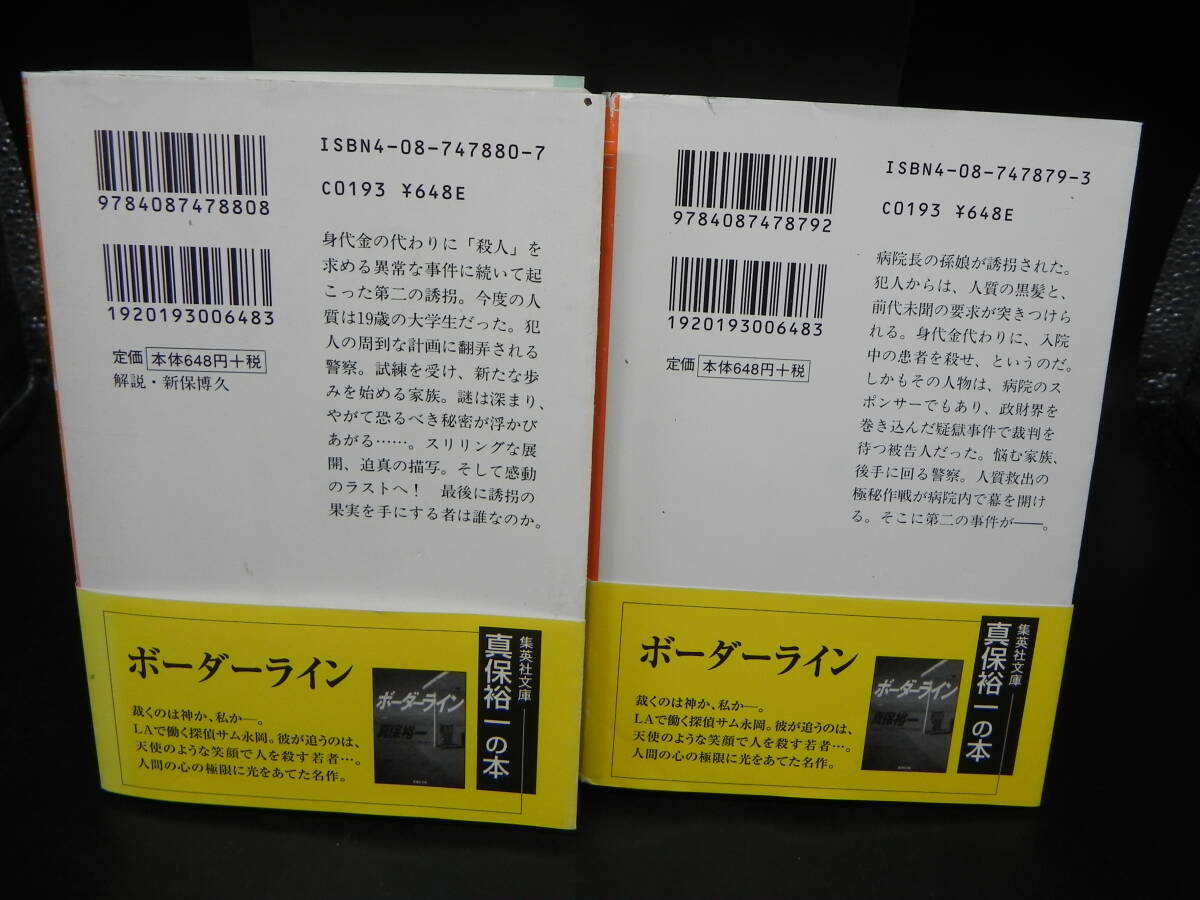 ISBN4-08-747880-7
C0193 ¥648E
9784087478808
1920193006483
定価 本体648円+税
解説・新保博久
身代金の代わりに「殺人」を
求める異常な事件に続いて起
こった第二の誘拐。今度の人
質は19歳の大学生だった。犯
人の周到な計画に翻弄される
警察。試練を受け、新たな歩
みを始める家族。謎は深まり、
やがて恐るべき秘密が浮かび
あがる……。スリリングな展
開、迫真の描写。そして感動
のラストへ! 最後に誘拐の
果実を手にする者は誰なのか。
集英社文庫
真保裕一の本
ボーダーライン
裁くのは神か、私か―。
LAで働く探偵サム永岡。彼が追うのは、
天使のような笑顔で人を殺す若者…。
人間の心の極限に光をあてた名作。
ボーダーライン
真保裕一
ISBN4-08-747879-3
C0193 ¥648E
9784087478792
1920193006483
定価 本体648円+税
病院長の孫娘が誘拐された。
犯人からは、人質の黒髪と、
前代未聞の要求が突きつけら
れる。身代金代わりに、入院
中の患者を殺せ、というのだ。
しかもその人物は、病院のス
ポンサーでもあり、政財界を
巻き込んだ疑獄事件で裁判を
待つ被告人だった。悩む家族、
後手に回る警察。人質救出の
極秘作戦が病院内で幕を開け
る。そこに第二の事件が――。
集英社文庫
真保裕一の本
ボーダーライン
裁くのは神か、私か―。
LAで働く探偵サム永岡。彼が追うのは、
天使のような笑顔で人を殺す若者…。
人間の心の極限に光をあてた名作。
ボーダーライン
真保裕一